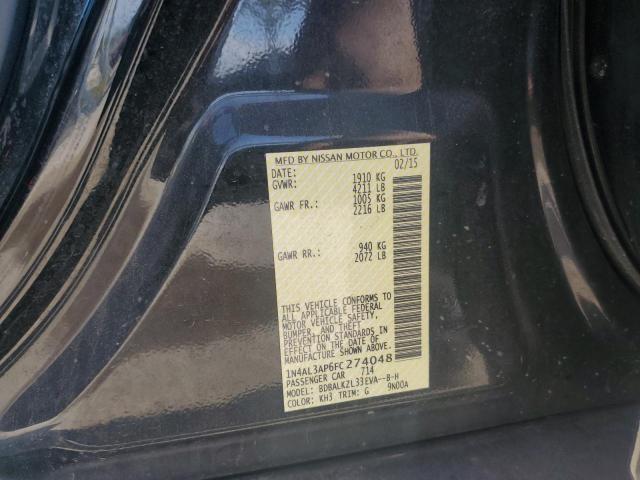 MFD BY NISSAN MOTOR CO., LTD.
DATE: 02/15
GVWR: 1910 KG
4211 LB
GAWR FR.: 1005 KG
2216 LB
GAWR RR.: 940 KG
2072 LB
THIS VEHICLE CONFORMS TO
ALL APPLICABLE FEDERAL
MOTOR VEHICLE SAFETY,
BUMPER, AND THEFT
PREVENTION STANDARDS IN
EFFECT ON THE DATE OF
MANUFACTURE SHOWN ABOVE.
1N4AL3AP6FC274048
PASSENGER CAR 714
MODEL: BDBALKZL33EVA--B-H
COLOR: KH3 TRIM: G 9N00A